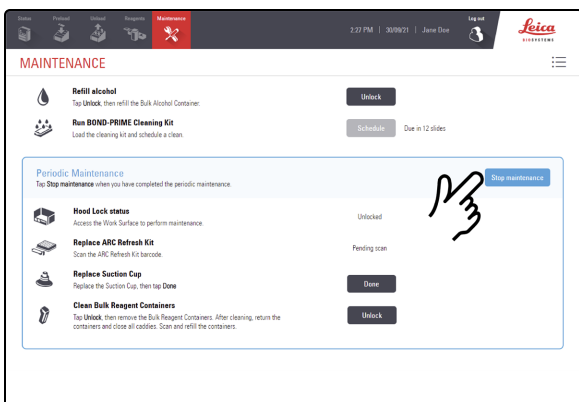 Status Preload Unload Reagents Maintenance
2:27 PM | 30/09/21 | Jane Doe
Log out
Leica
BIOSYSTEMS
MAINTENANCE
Refill alcohol
Tap Unlock, then refill the Bulk Alcohol Container.
Unlock
Run BOND-PRIME Cleaning Kit
Load the cleaning kit and schedule a clean.
Schedule Due in 12 slides
Periodic Maintenance
Tap Stop maintenance when you have completed the periodic maintenance.
Stop maintenance
Hood Lock status
Access the Work Surface to perform maintenance.
Unlocked
Replace ARC Refresh Kit
Scan the ARC Refresh Kit barcode.
Pending scan
Replace Suction Cup
Replace the Suction Cup, then tap Done
Done
Clean Bulk Reagent Containers
Tap Unlock, then remove the Bulk Reagent Containers. After cleaning, return the
containers and close all caddies. Scan and refill the containers.
Unlock